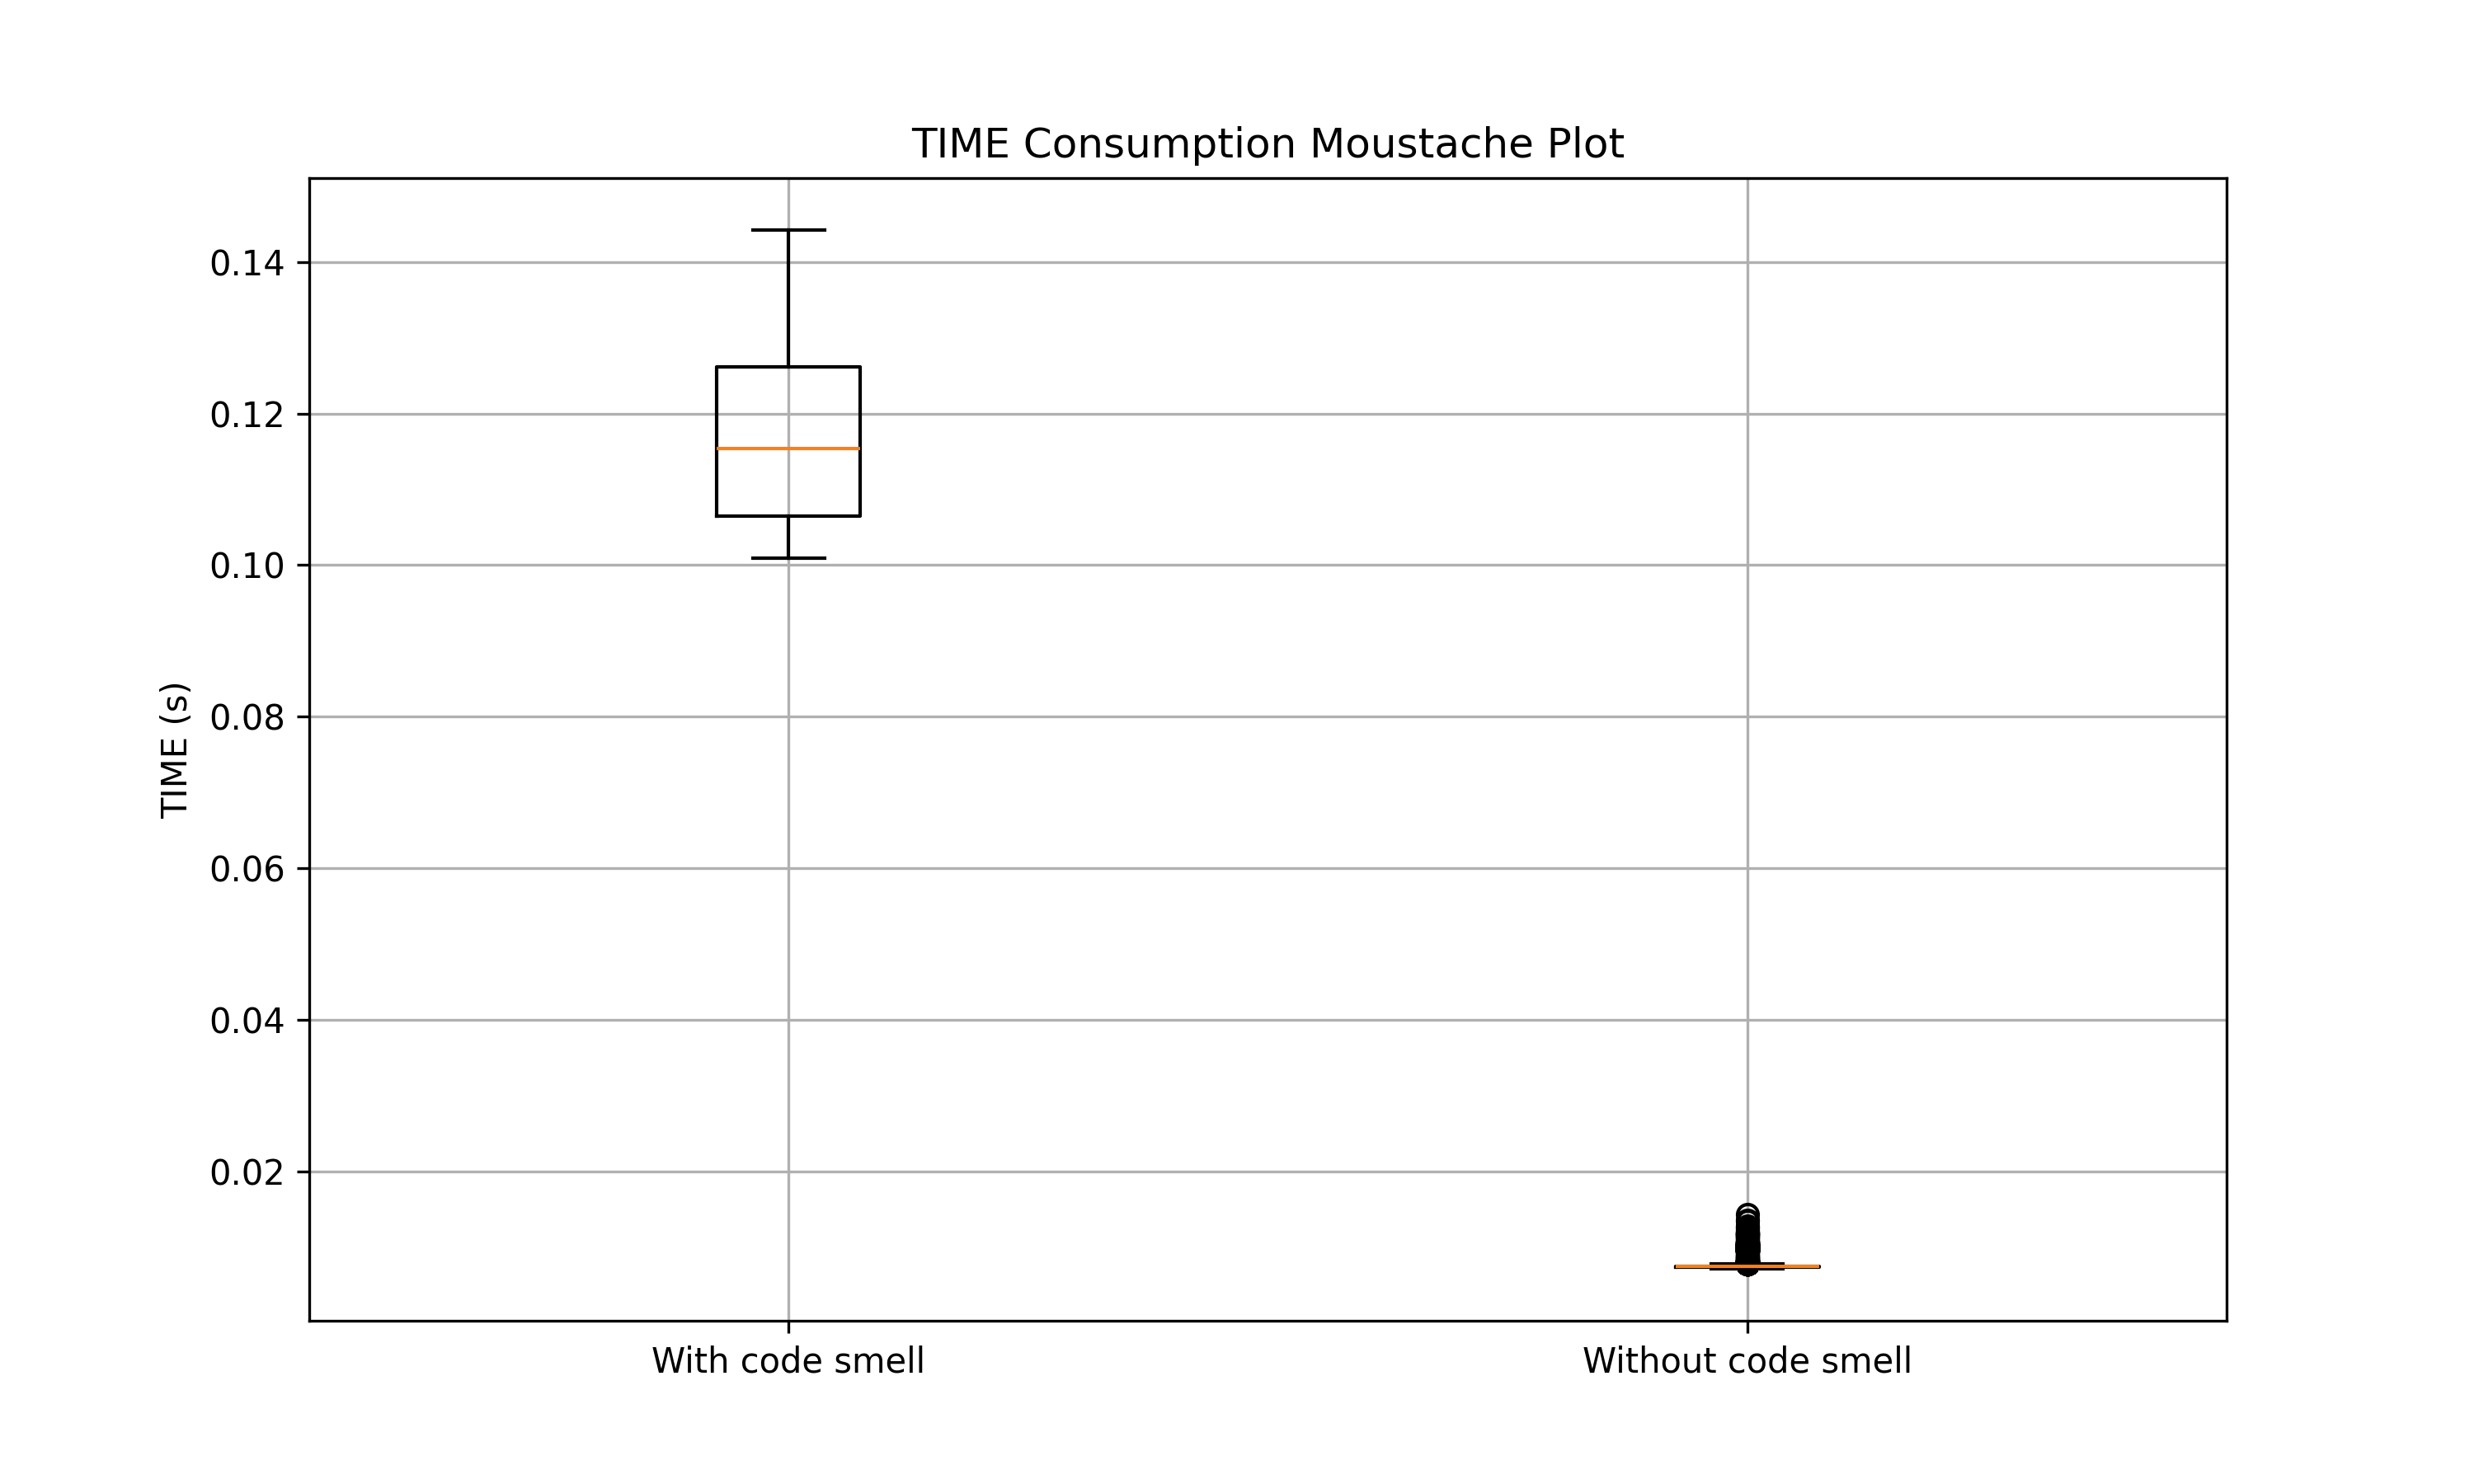 TIME Consumption Moustache Plot
TIME (s)
0.14
0.12
0.10
0.08
0.06
0.04
0.02
With code smell
Without code smell